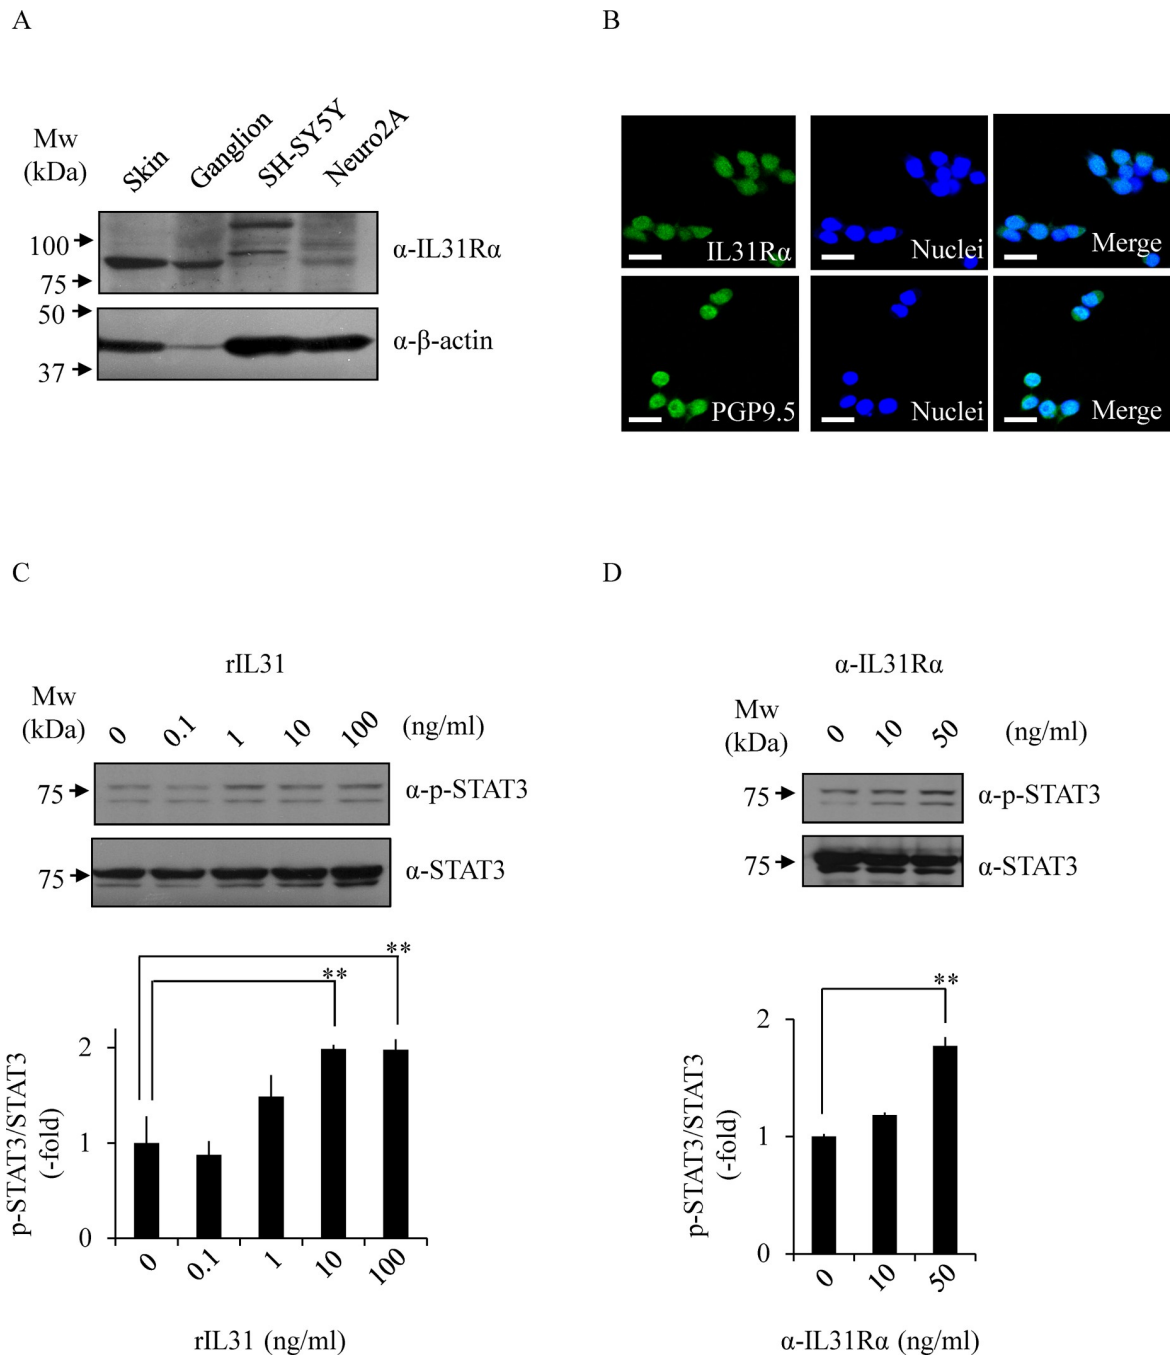 A
Mw
(kDa)
Skin
Ganglion
SH-SY5Y
Neuro2A
100
75
α-IL31Rα
50
37
α-β-actin
B
IL31Rα
Nuclei
Merge
PGP9.5
Nuclei
Merge
C
rIL31
Mw
(kDa)
0
0.1
1
10
100
(ng/ml)
75
α-p-STAT3
75
α-STAT3
**
**
p-STAT3/STAT3
(-fold)
2
1
0
0
0.1
1
10
100
rIL31 (ng/ml)
D
α-IL31Rα
Mw
(kDa)
0
10
50
(ng/ml)
75
α-p-STAT3
75
α-STAT3
**
p-STAT3/STAT3
(-fold)
2
1
0
0
10
50
α-IL31Rα (ng/ml)